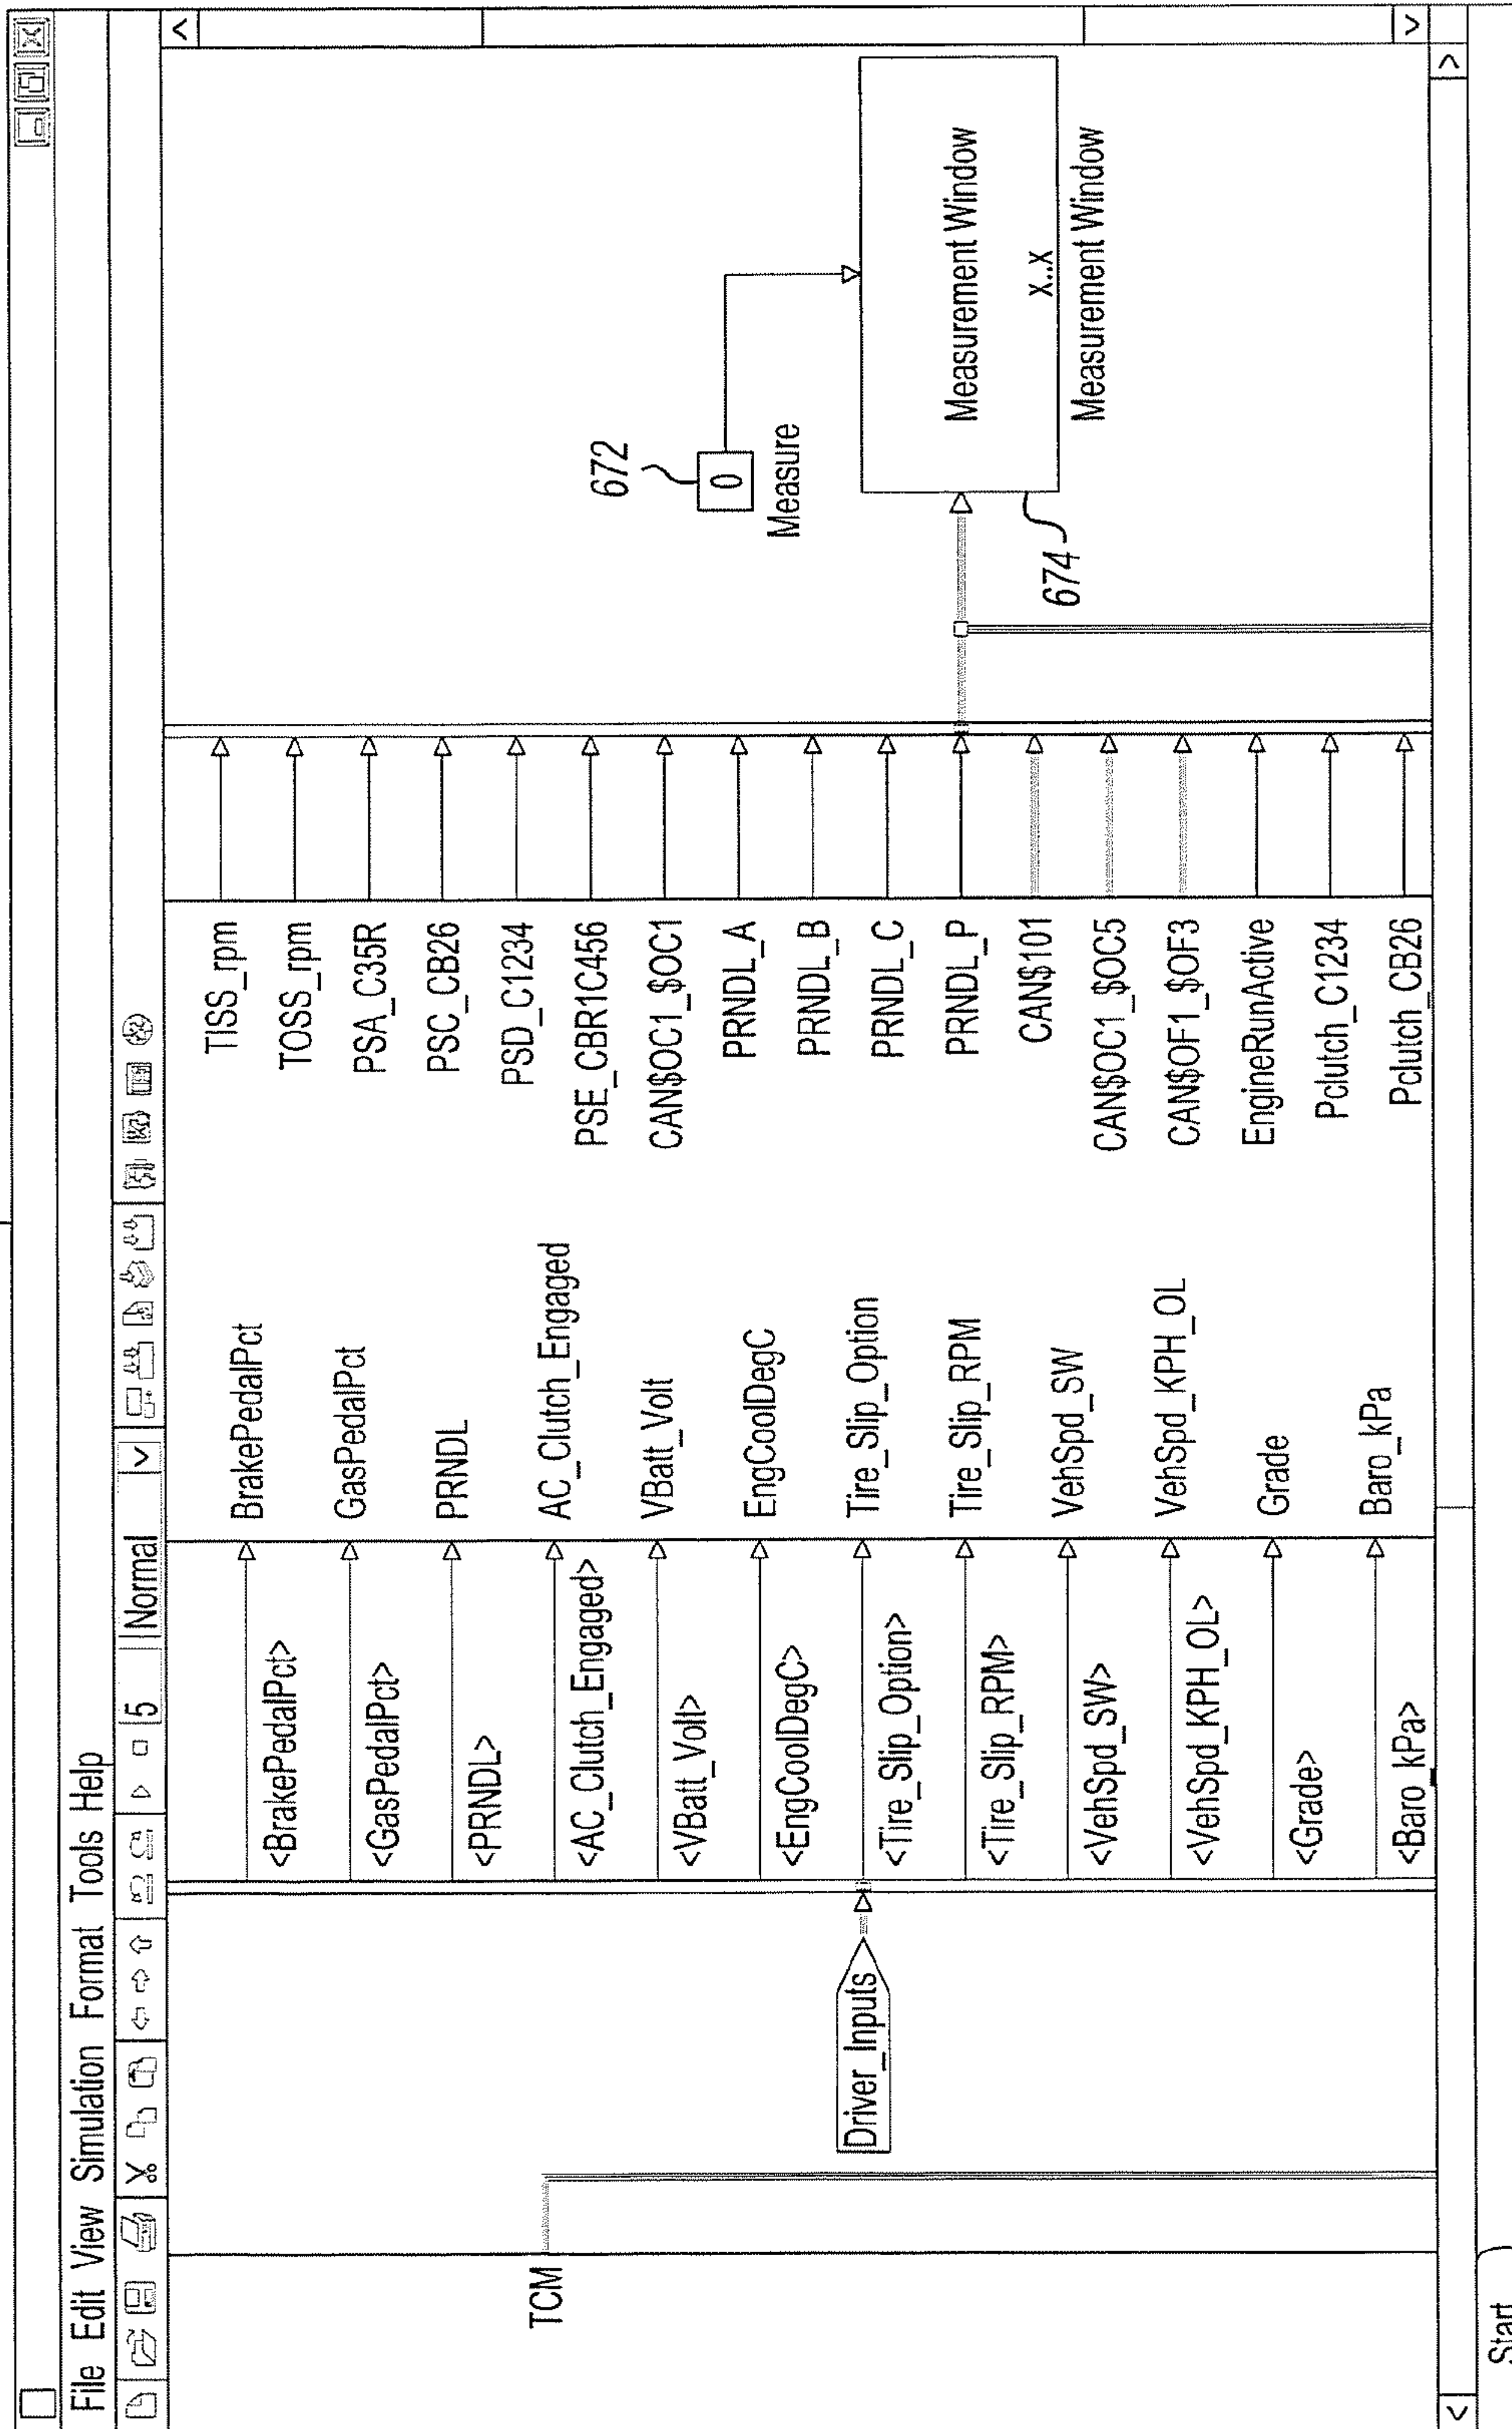 File Edit View Simulation Format Tools Help
5 Normal
TCM
Driver_Inputs
<BrakePedalPct>
<GasPedalPct>
<PRNDL>
<AC_Clutch_Engaged>
<VBatt_Volt>
<EngCoolDegC>
<Tire_Slip_Option>
<Tire_Slip_RPM>
<VehSpd_SW>
<VehSpd_KPH_OL>
<Grade>
<Baro_kPa>
BrakePedalPct
GasPedalPct
PRNDL
AC_Clutch_Engaged
VBatt_Volt
EngCoolDegC
Tire_Slip_Option
Tire_Slip_RPM
VehSpd_SW
VehSpd_KPH_OL
Grade
Baro_kPa
TISS_rpm
TOSS_rpm
PSA_C35R
PSC_CB26
PSD_C1234
PSE_CBR1C456
CAN$OC1_$OC1
PRNDL_A
PRNDL_B
PRNDL_C
PRNDL_P
CAN$101
CAN$OC1_$OC5
CAN$OF1_$OF3
EngineRunActive
Pclutch_C1234
Pclutch_CB26
672
0
Measure
674
Measurement Window
X..X
Measurement Window
Start